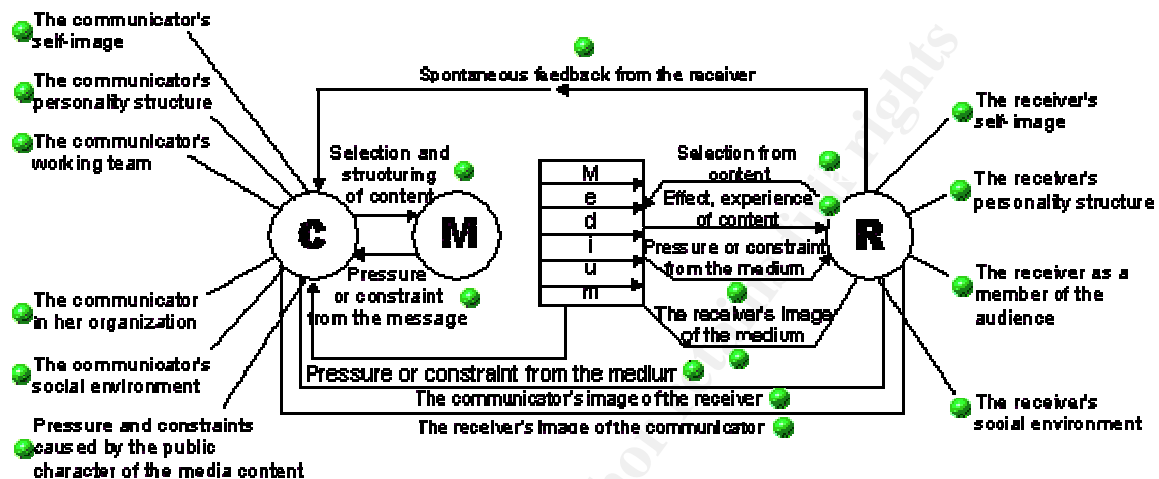 The communicator's
self-image
The communicator's
personality structure
The communicator's
working team
The communicator
in her organization
The communicator's
social environment
Pressure and constraints
caused by the public
character of the media content
Spontaneous feedback from the receiver
Selection and
structuring
of content
C
M
Pressure
or constraint
from the message
M
e
d
i
u
m
Selection from
content
Effect, experience
of content
Pressure or constraint
from the medium
The receiver's image
of the medium
R
Pressure or constraint from the medium
The communicator's image of the receiver
The receiver's image of the communicator
The receiver's
self-image
The receiver's
personality structure
The receiver as a
member of the
audience
The receiver's
social environment
rights